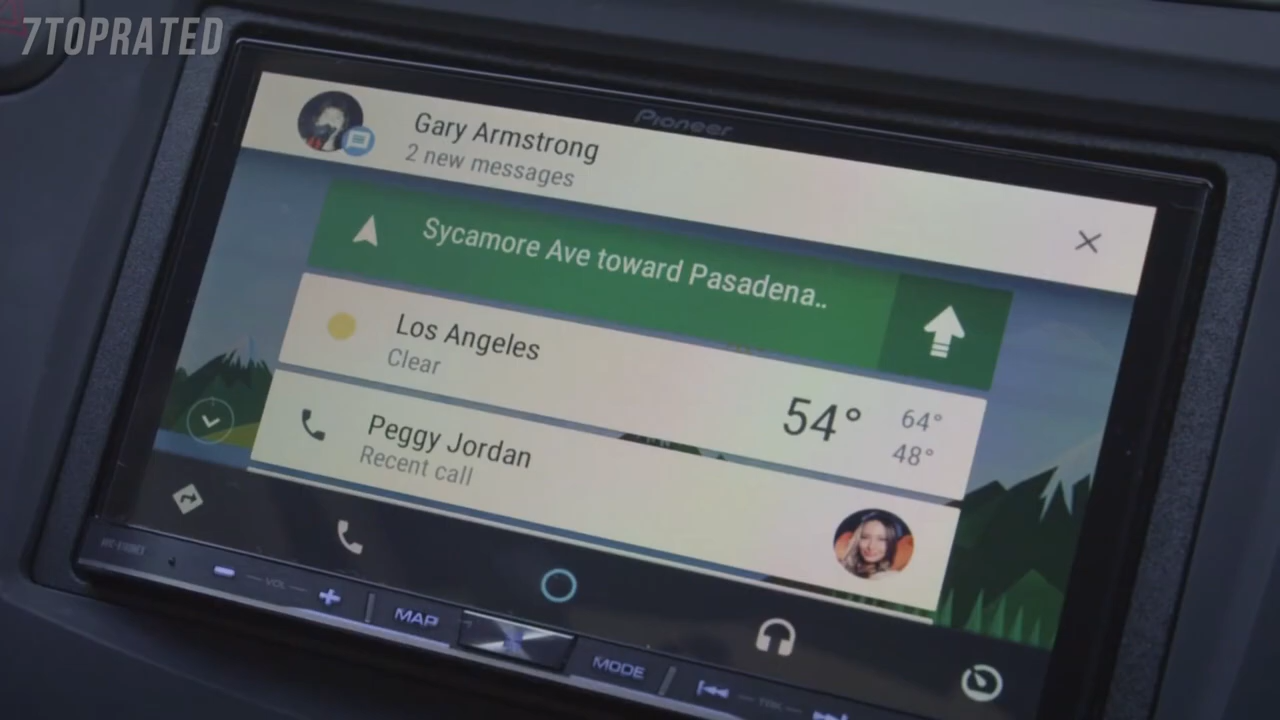 7TOPRATED
Pioneer
Gary Armstrong
2 new messages
Sycamore Ave toward Pasadena..
Los Angeles
Clear
54°
64°
48°
Peggy Jordan
Recent call
VOL
MAP
MODE
TRK